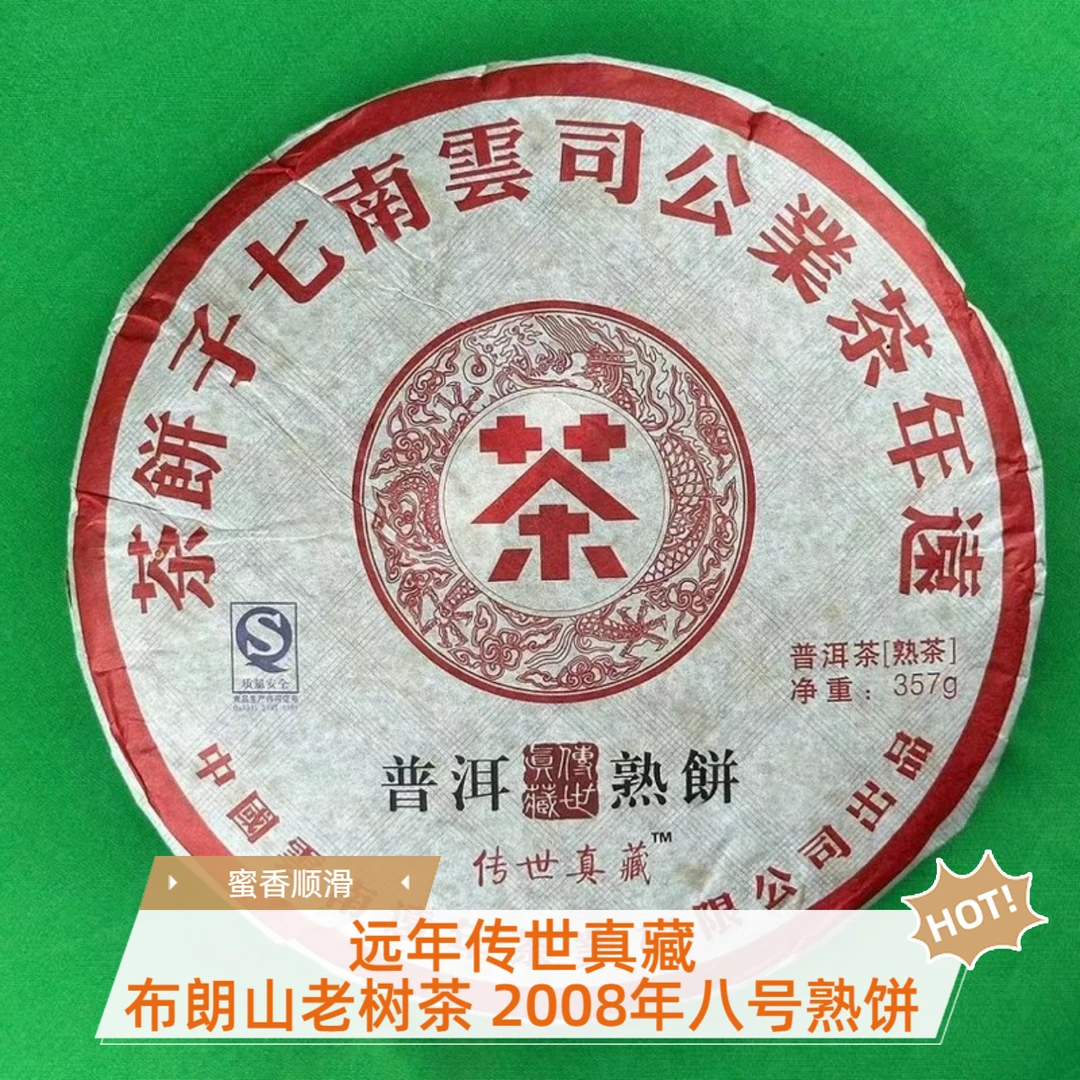 遠年茶業公司雲南七子餅茶
茶
质量安全
普洱茶[熟茶]
净重：357g
普洱 傳世眞藏 熟餅
传世真藏™
中國雲南 限公司出品
蜜香顺滑
HOT!
远年传世真藏
布朗山老树茶 2008年八号熟饼